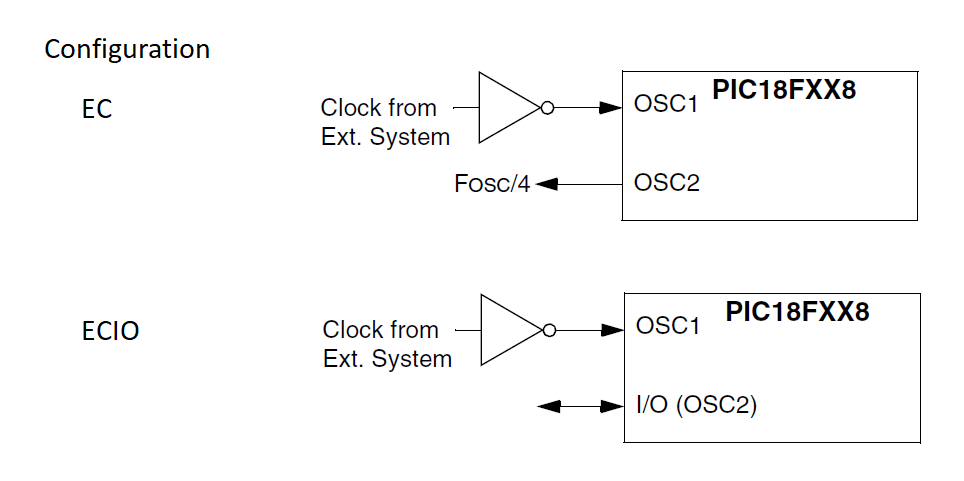 Configuration
EC
Clock from
Ext. System
PIC18FXX8
OSC1
Fosc/4
OSC2
ECIO
Clock from
Ext. System
PIC18FXX8
OSC1
I/O (OSC2)